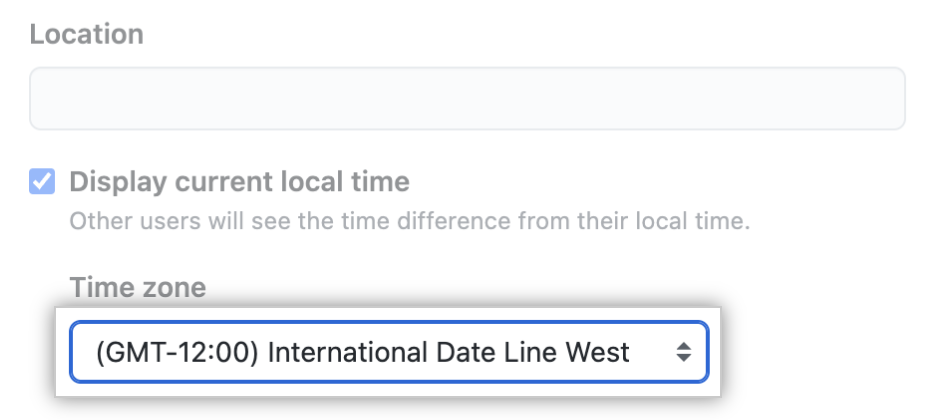 Location
Display current local time
Other users will see the time difference from their local time.
Time zone
(GMT-12:00) International Date Line West